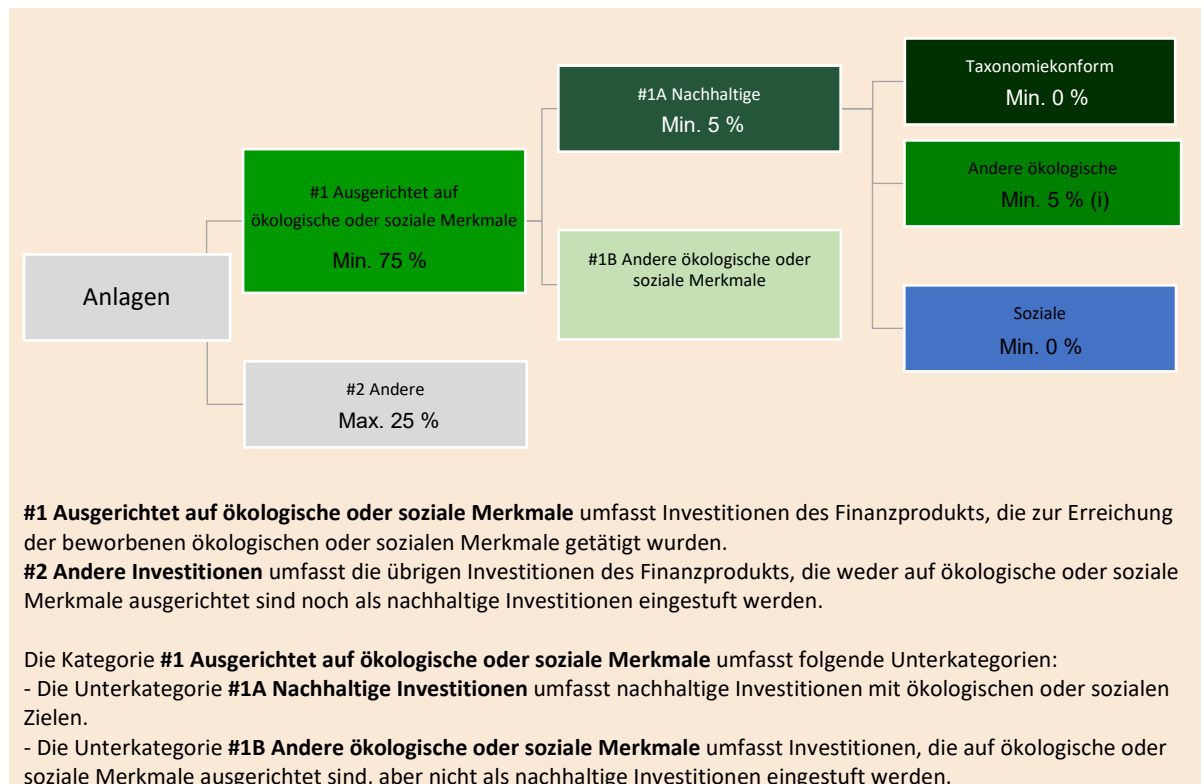 Anlagen
#1 Ausgerichtet auf
ökologische oder soziale Merkmale
Min. 75 %
#2 Andere
Max. 25 %
#1A Nachhaltige
Min. 5 %
#1B Andere ökologische oder
soziale Merkmale
Taxonomiekonform
Min. 0 %
Andere ökologische
Min. 5 % (i)
Soziale
Min. 0 %
#1 Ausgerichtet auf ökologische oder soziale Merkmale umfasst Investitionen des Finanzprodukts, die zur Erreichung
der beworbenen ökologischen oder sozialen Merkmale getätigt wurden.
#2 Andere Investitionen umfasst die übrigen Investitionen des Finanzprodukts, die weder auf ökologische oder soziale
Merkmale ausgerichtet sind noch als nachhaltige Investitionen eingestuft werden.
Die Kategorie #1 Ausgerichtet auf ökologische oder soziale Merkmale umfasst folgende Unterkategorien:
- Die Unterkategorie #1A Nachhaltige Investitionen umfasst nachhaltige Investitionen mit ökologischen oder sozialen
Zielen.
- Die Unterkategorie #1B Andere ökologische oder soziale Merkmale umfasst Investitionen, die auf ökologische oder
soziale Merkmale ausgerichtet sind, aber nicht als nachhaltige Investitionen eingestuft werden.